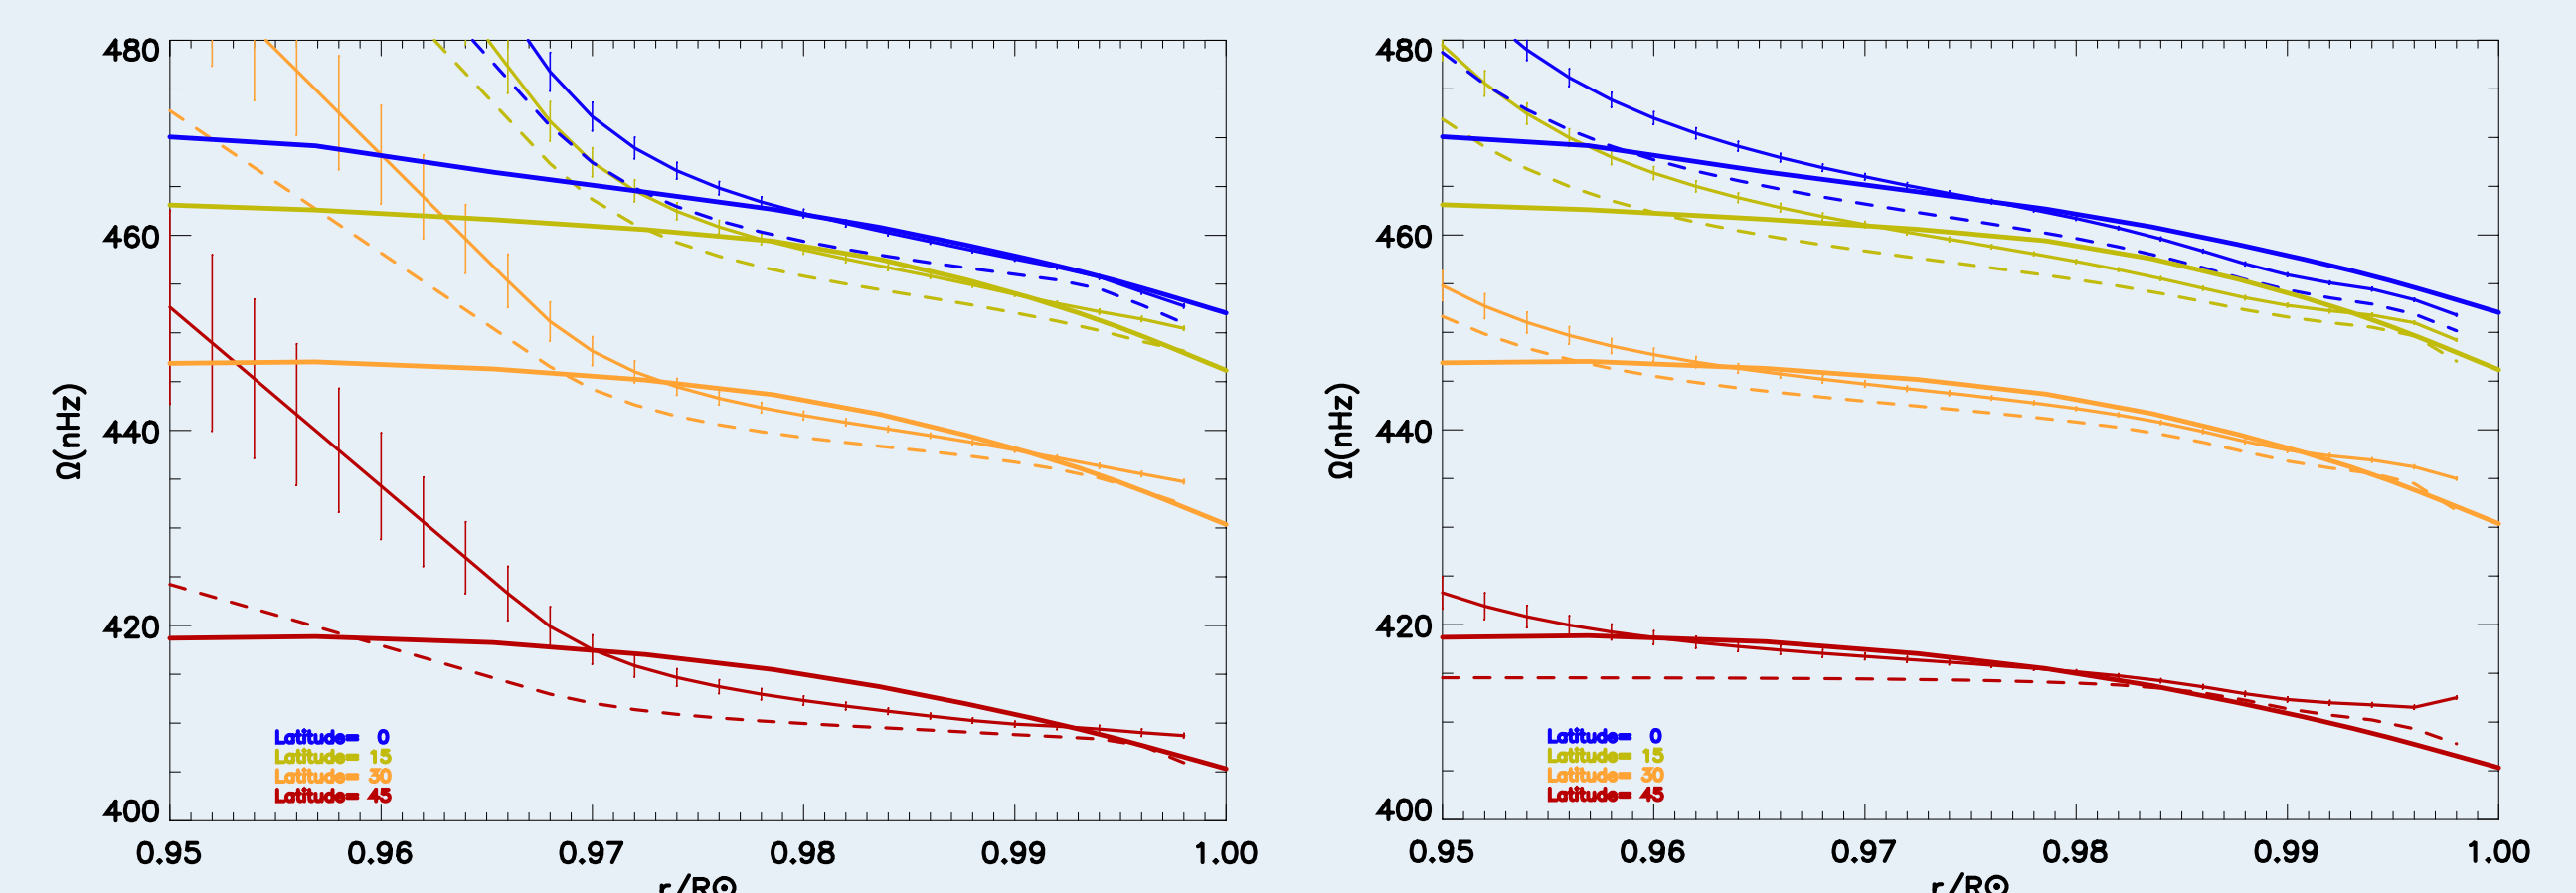 480
460
440
420
400
Ω(nHz)
Latitude= 0
Latitude= 15
Latitude= 30
Latitude= 45
0.95 0.96 0.97 0.98 0.99 1.00
r/R⊙
480
460
440
420
400
Ω(nHz)
Latitude= 0
Latitude= 15
Latitude= 30
Latitude= 45
0.95 0.96 0.97 0.98 0.99 1.00
r/R⊙